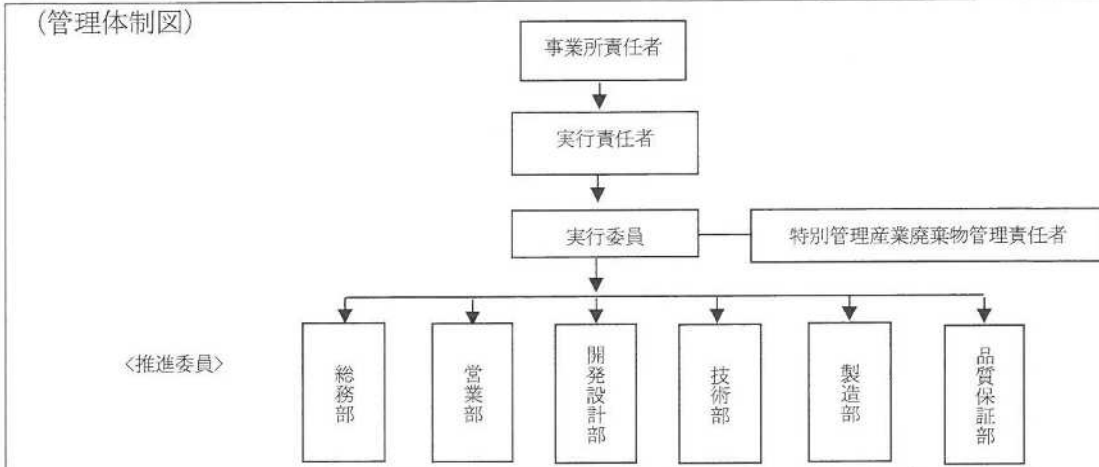 (管理体制図)
事業所責任者
実行責任者
実行委員
特別管理産業廃棄物管理責任者
〈推進委員〉
総務部
営業部
開発設計部
技術部
製造部
品質保証部